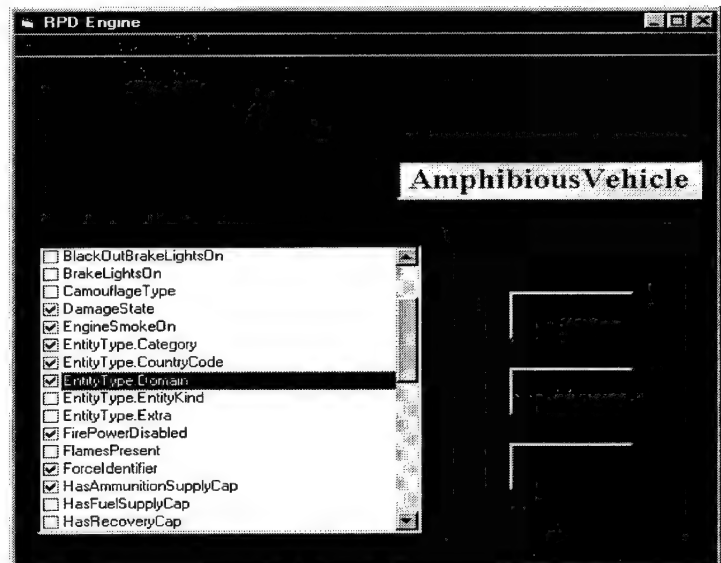 RPD Engine
AmphibiousVehicle
BlackOutBrakeLightsOn
BrakeLightsOn
CamouflageType
DamageState
EngineSmokeOn
EntityType.Category
EntityType.CountryCode
EntityType.Domain
EntityType.EntityKind
EntityType.Extra
FirePowerDisabled
FlamesPresent
ForceIdentifier
HasAmmunitionSupplyCap
HasFuelSupplyCap
HasRecoveryCap